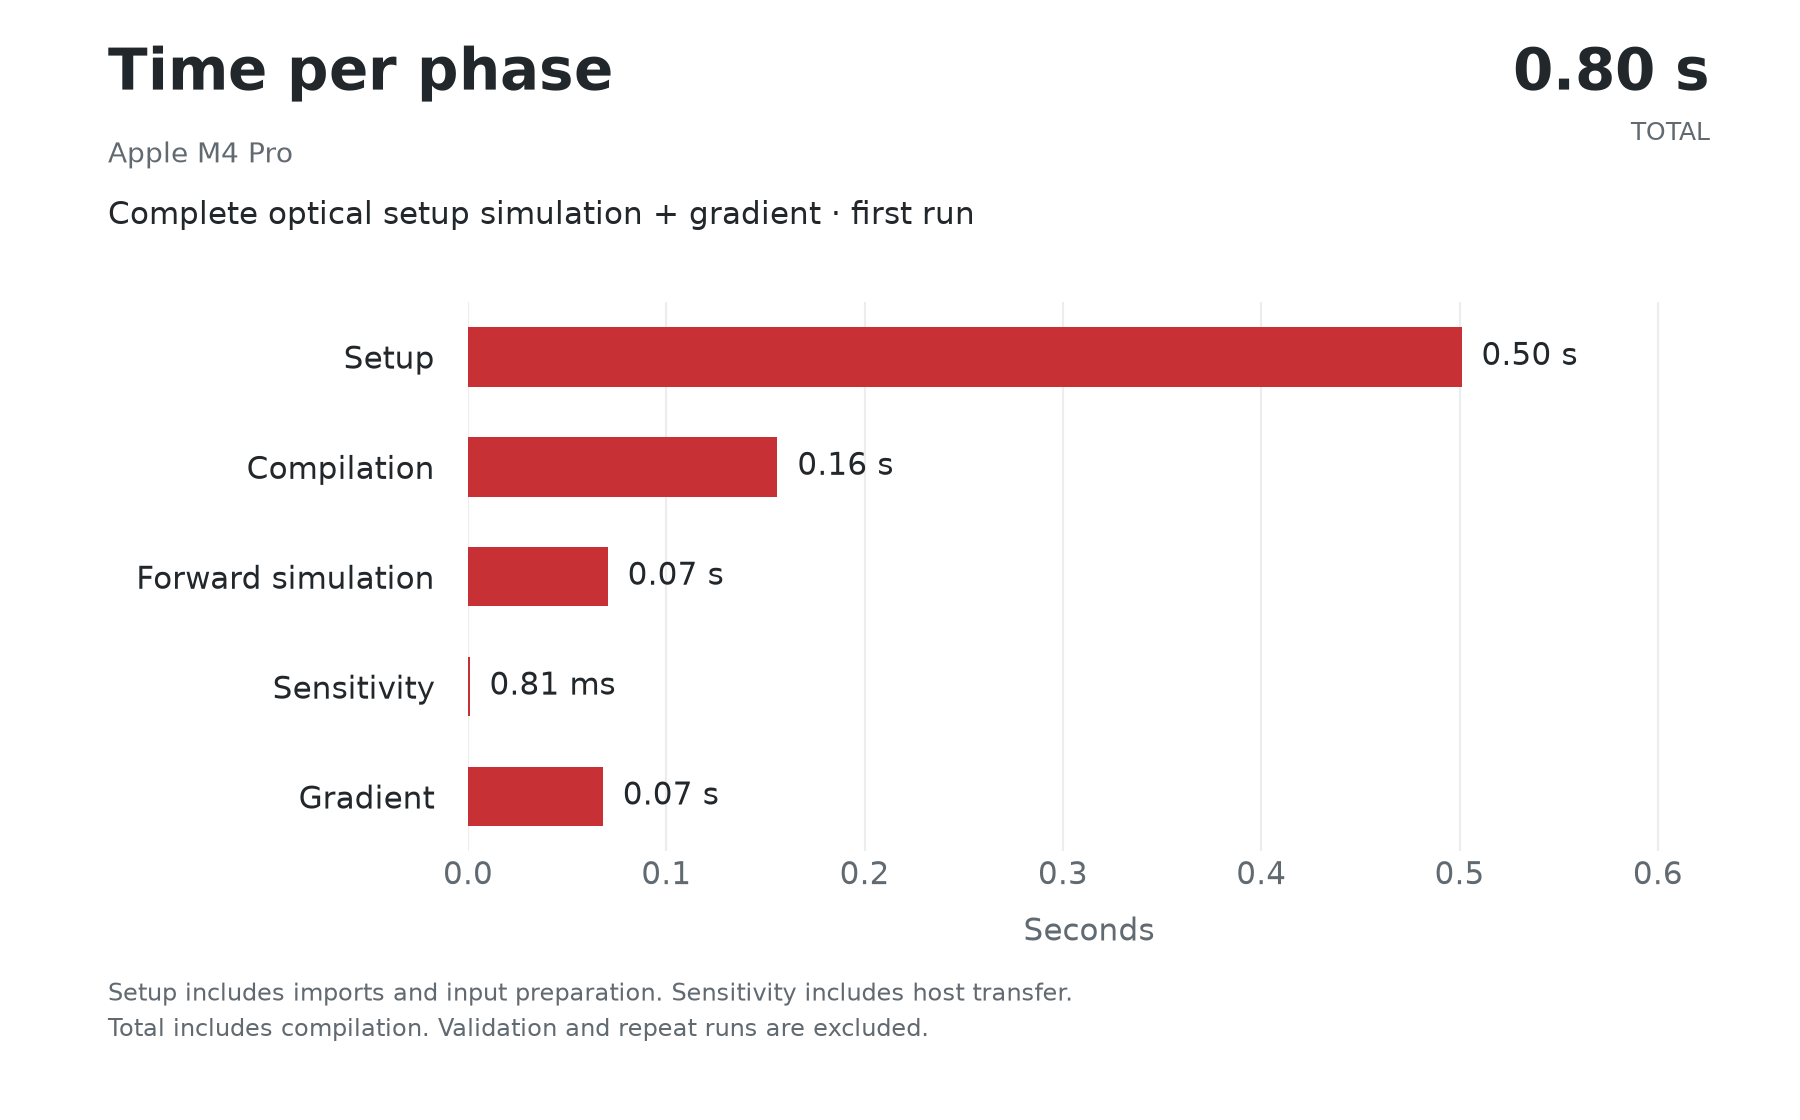 Time per phase
0.80 s
TOTAL
Apple M4 Pro
Complete optical setup simulation + gradient · first run
Setup
0.50 s
Compilation
0.16 s
Forward simulation
0.07 s
Sensitivity
0.81 ms
Gradient
0.07 s
0.0 0.1 0.2 0.3 0.4 0.5 0.6
Seconds
Setup includes imports and input preparation. Sensitivity includes host transfer.
Total includes compilation. Validation and repeat runs are excluded.